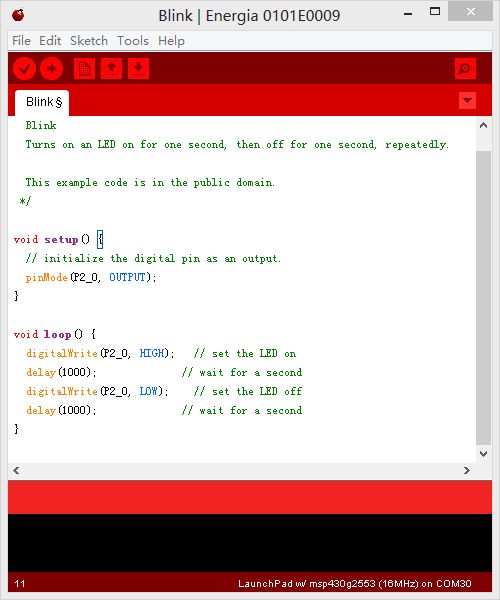 Blink | Energia 0101E0009
File Edit Sketch Tools Help
Blink §
Blink
Turns on an LED on for one second, then off for one second, repeatedly.
This example code is in the public domain.
*/
void setup() {
// initialize the digital pin as an output.
pinMode(P2_0, OUTPUT);
}
void loop() {
digitalWrite(P2_0, HIGH); // set the LED on
delay(1000); // wait for a second
digitalWrite(P2_0, LOW); // set the LED off
delay(1000); // wait for a second
}
11 LaunchPad w/ msp430g2553 (16MHz) on COM30